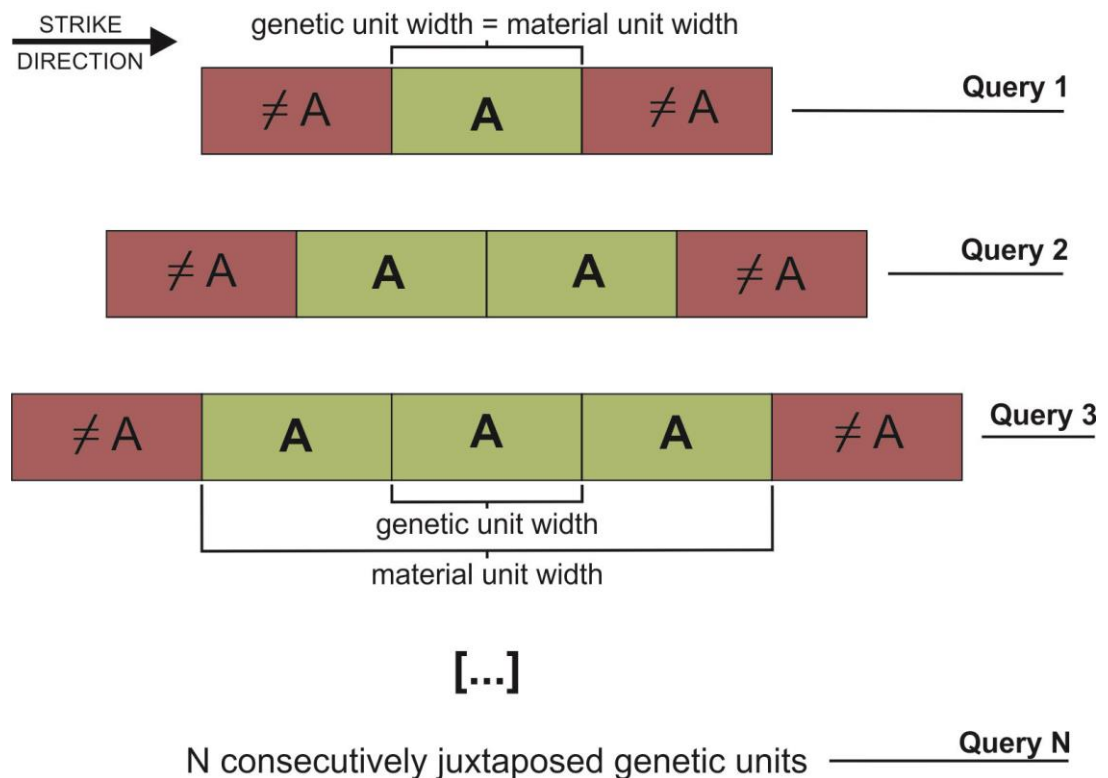 STRIKE
DIRECTION
genetic unit width = material unit width
≠ A A ≠ A
Query 1
≠ A A A ≠ A
Query 2
≠ A A A A ≠ A
Query 3
genetic unit width
material unit width
[...]
N consecutively juxtaposed genetic units
Query N